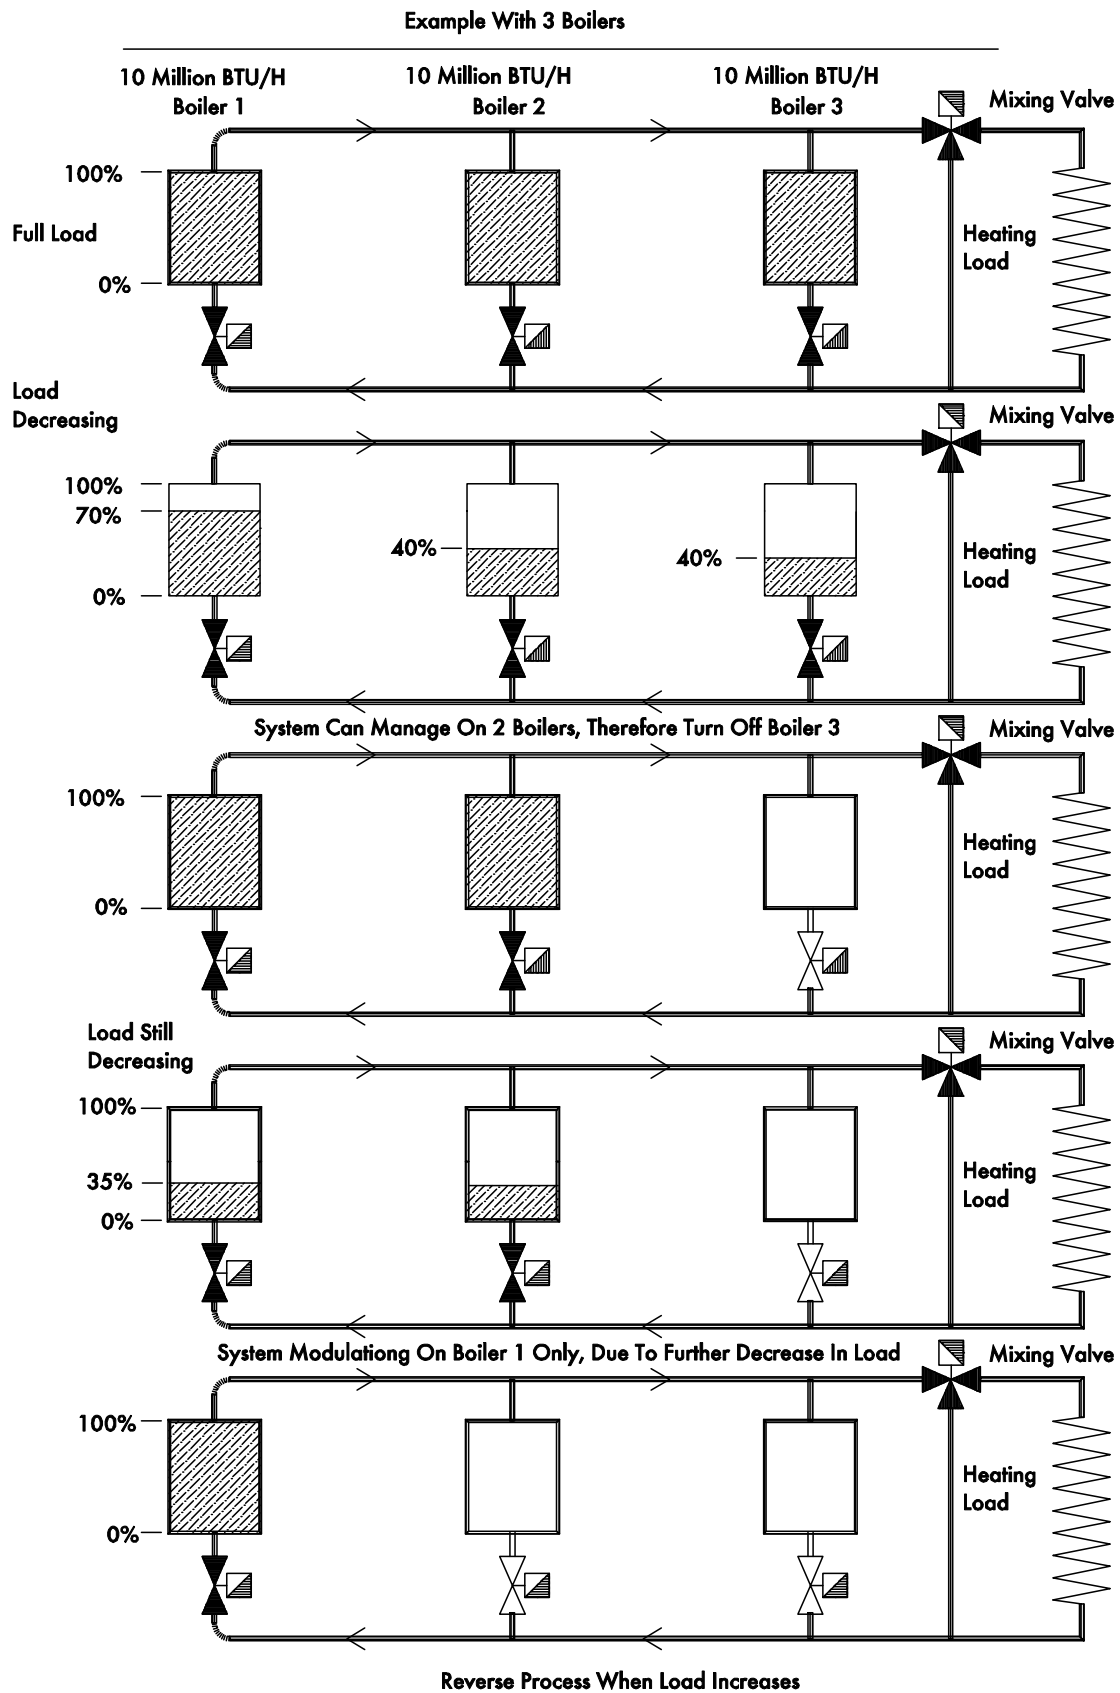 Example With 3 Boilers
10 Million BTU/H
Boiler 1
10 Million BTU/H
Boiler 2
10 Million BTU/H
Boiler 3
Mixing Valve
100%
Full Load
0%
Heating
Load
Load
Decreasing
Mixing Valve
100%
70%
40%
40%
0%
Heating
Load
System Can Manage On 2 Boilers, Therefore Turn Off Boiler 3
Mixing Valve
100%
0%
Heating
Load
Load Still
Decreasing
Mixing Valve
100%
35%
0%
Heating
Load
System Modulationg On Boiler 1 Only, Due To Further Decrease In Load
Mixing Valve
100%
0%
Heating
Load
Reverse Process When Load Increases